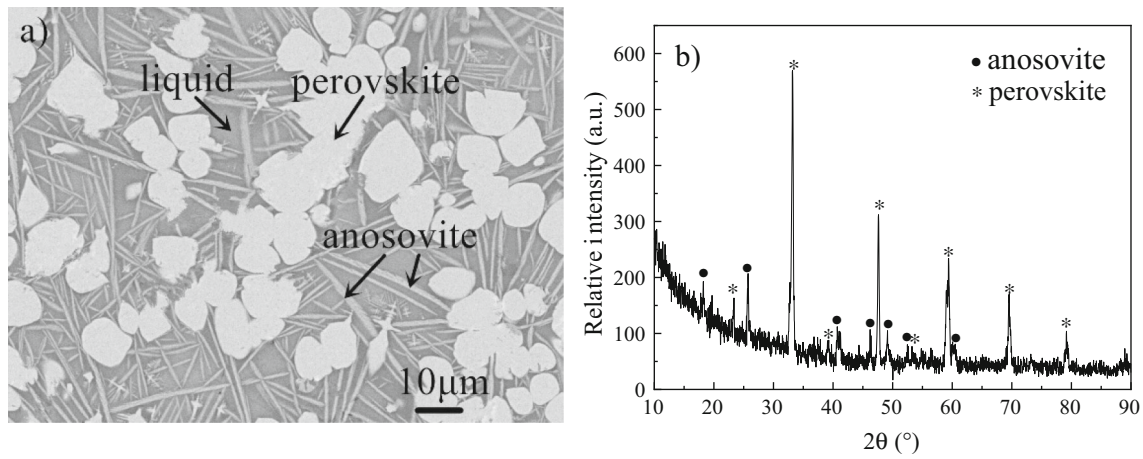 a)
liquid
perovskite
anosovite
10μm
b)
● anosovite
* perovskite
Relative intensity (a.u.)
600
500
400
300
200
100
0
10 20 30 40 50 60 70 80 90
2θ (°)